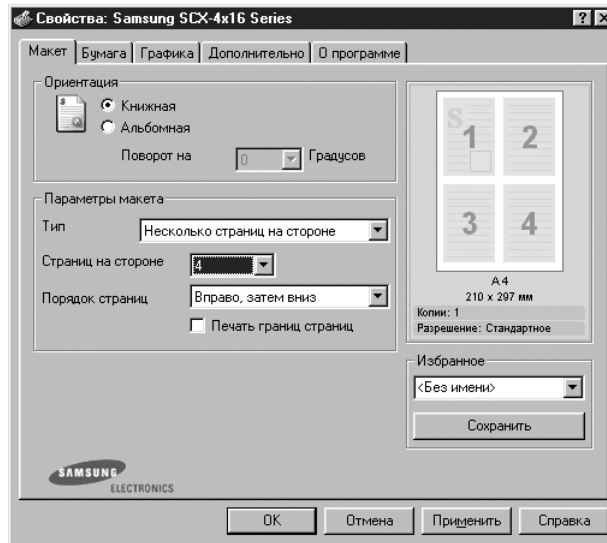 Свойства: Samsung SCX-4x16 Series
Макет Бумага Графика Дополнительно О программе
Ориентация
Книжная
Альбомная
Поворот на 0 Градусов
Параметры макета
Тип Несколько страниц на стороне
Страниц на стороне 4
Порядок страниц Вправо, затем вниз
Печать границ страниц
S
1 2
3 4
A4
210 x 297 мм
Копии: 1
Разрешение: Стандартное
Избранное
<Без имени>
Сохранить
SAMSUNG
ELECTRONICS
OK Отмена Применить Справка